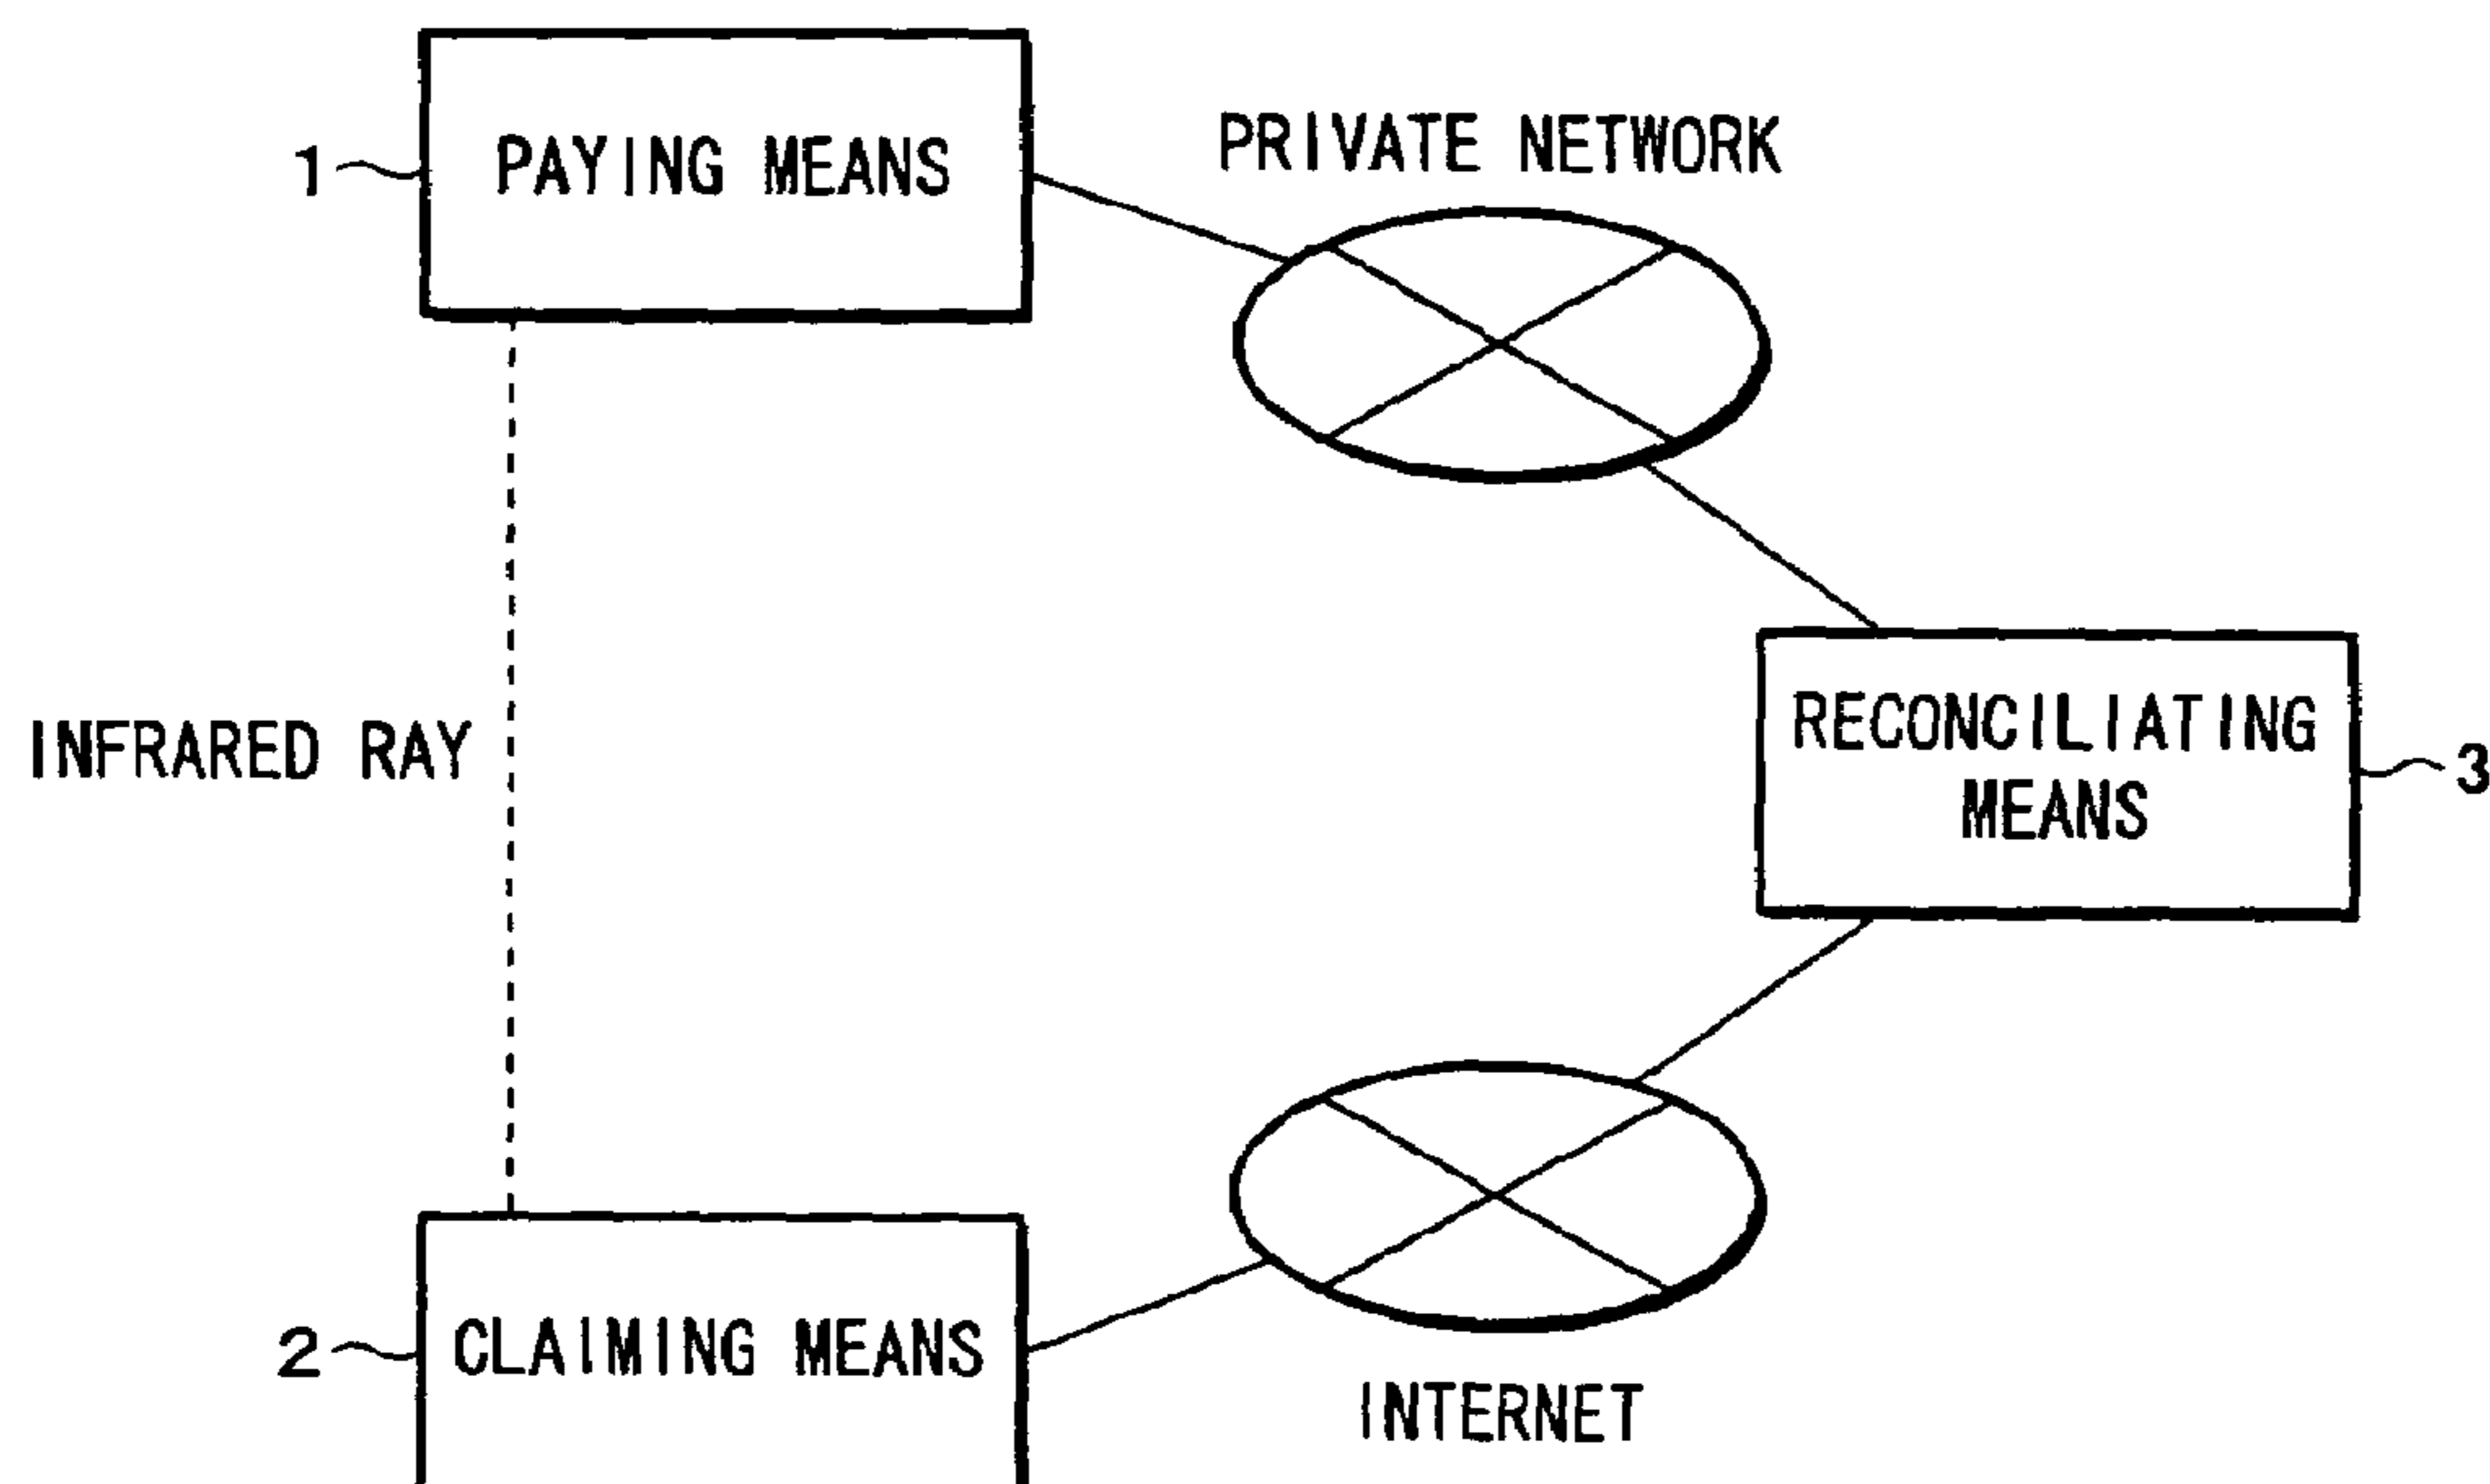 PAYING MEANS
1
PRIVATE NETWORK
INFRARED RAY
RECONCILIATING
MEANS
3
2
CLAIMING MEANS
INTERNET